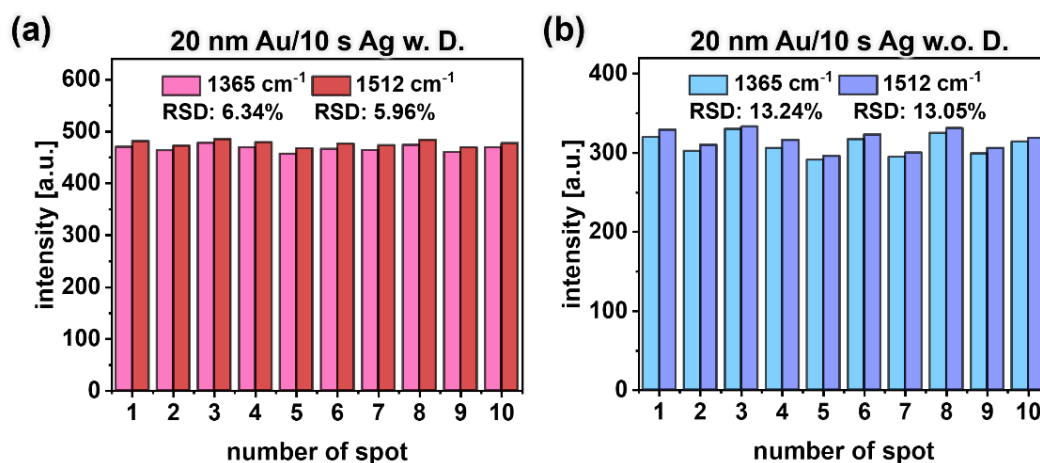 (a)
20 nm Au/10 s Ag w. D.
1365 cm⁻¹ 1512 cm⁻¹
RSD: 6.34% RSD: 5.96%
intensity [a.u.]
600
500
400
300
200
100
0
1 2 3 4 5 6 7 8 9 10
number of spot
(b)
20 nm Au/10 s Ag w.o. D.
1365 cm⁻¹ 1512 cm⁻¹
RSD: 13.24% RSD: 13.05%
intensity [a.u.]
400
300
200
100
0
1 2 3 4 5 6 7 8 9 10
number of spot